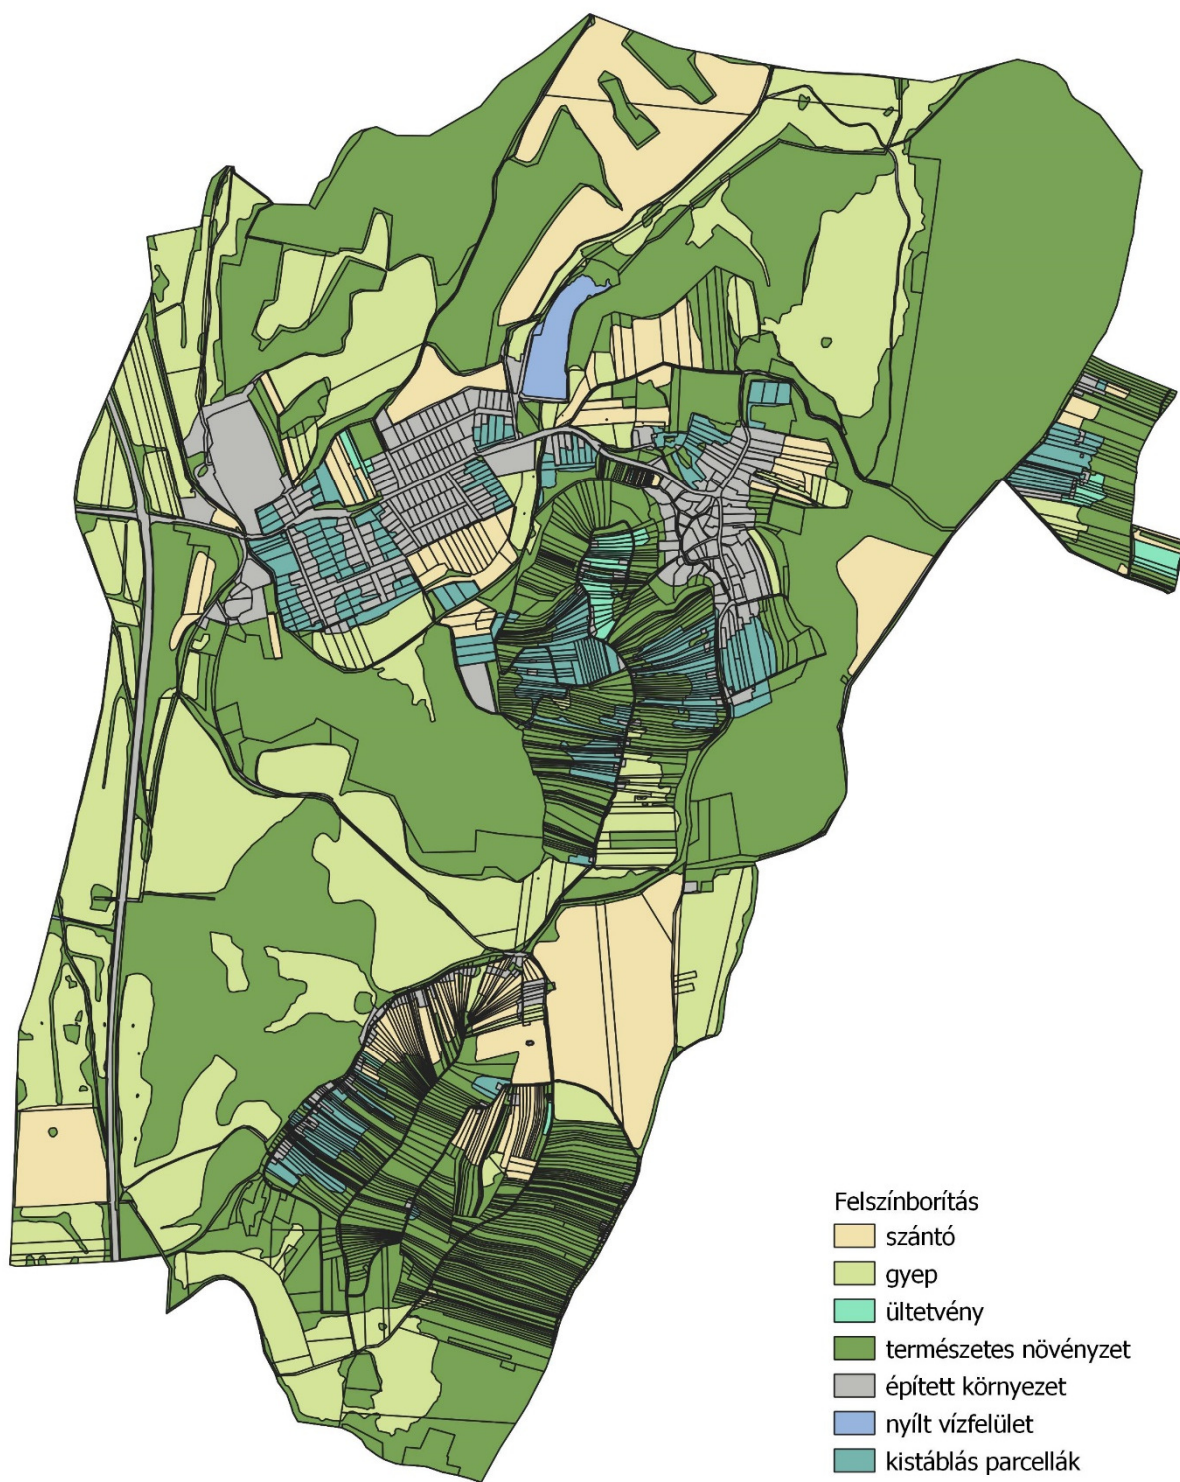 Felszínborítás
szántó
gyep
ültetvény
természetes növényzet
épített környezet
nyílt vízfelület
kistáblás parcellák